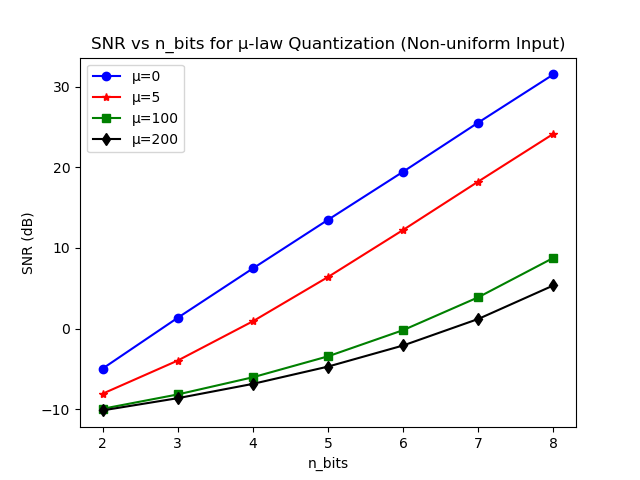 SNR vs n_bits for μ-law Quantization (Non-uniform Input)
μ=0
μ=5
μ=100
μ=200
SNR (dB)
30
20
10
0
−10
2 3 4 5 6 7 8
n_bits